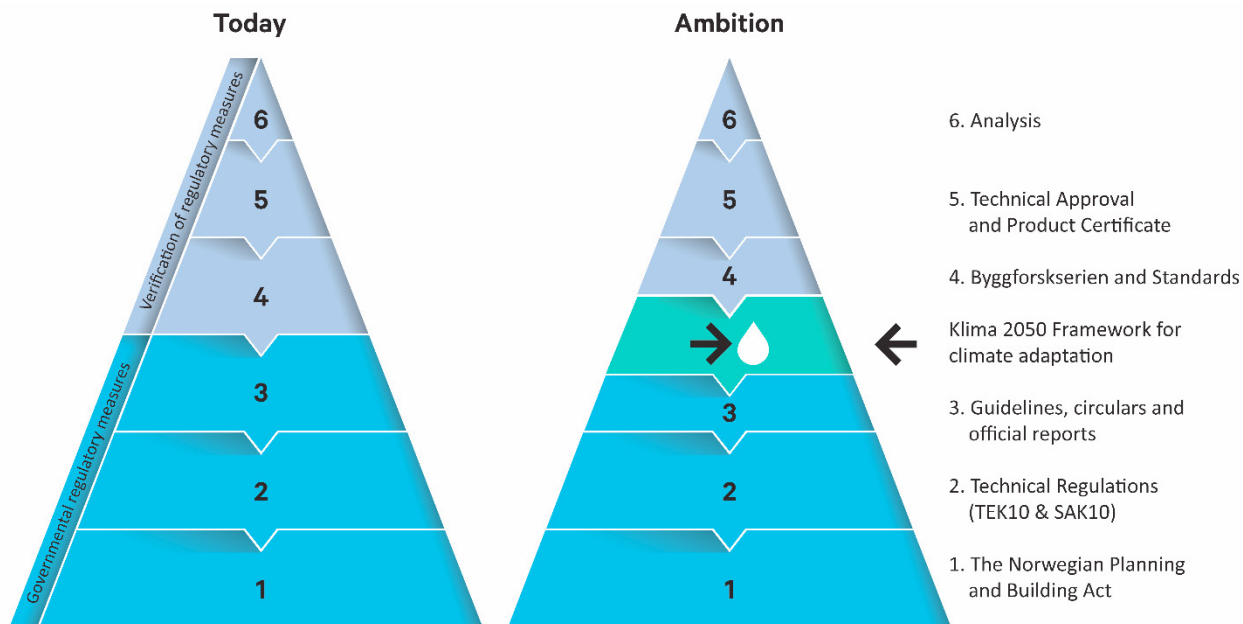 Today
Verification of regulatory measures
Governmental regulatory measures
6
5
4
3
2
1
Ambition
6
5
4
3
2
1
6. Analysis
5. Technical Approval
and Product Certificate
4. Byggforskserien and Standards
Klima 2050 Framework for
climate adaptation
3. Guidelines, circulars and
official reports
2. Technical Regulations
(TEK10 & SAK10)
1. The Norwegian Planning
and Building Act